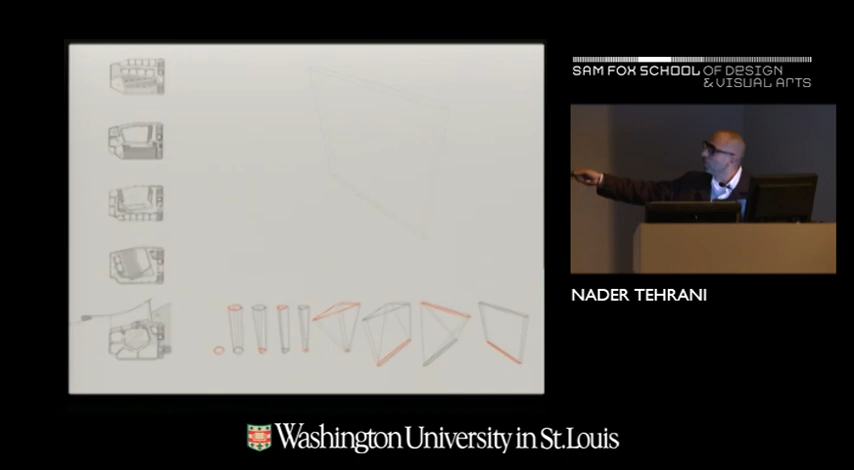 SAM FOX SCHOOL OF DESIGN
& VISUAL ARTS
NADER TEHRANI
Washington University in St. Louis